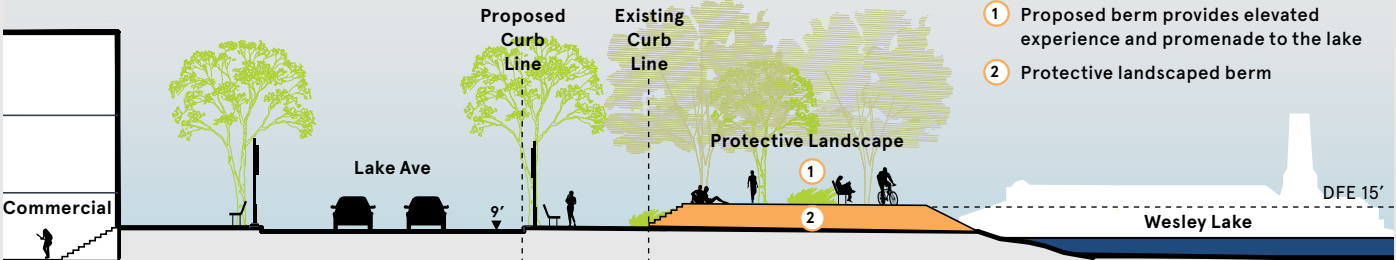 Proposed
Curb
Line
Existing
Curb
Line
1 Proposed berm provides elevated
experience and promenade to the lake
2 Protective landscaped berm
Protective Landscape
Lake Ave
1
DFE 15’
Commercial
9’
2
Wesley Lake